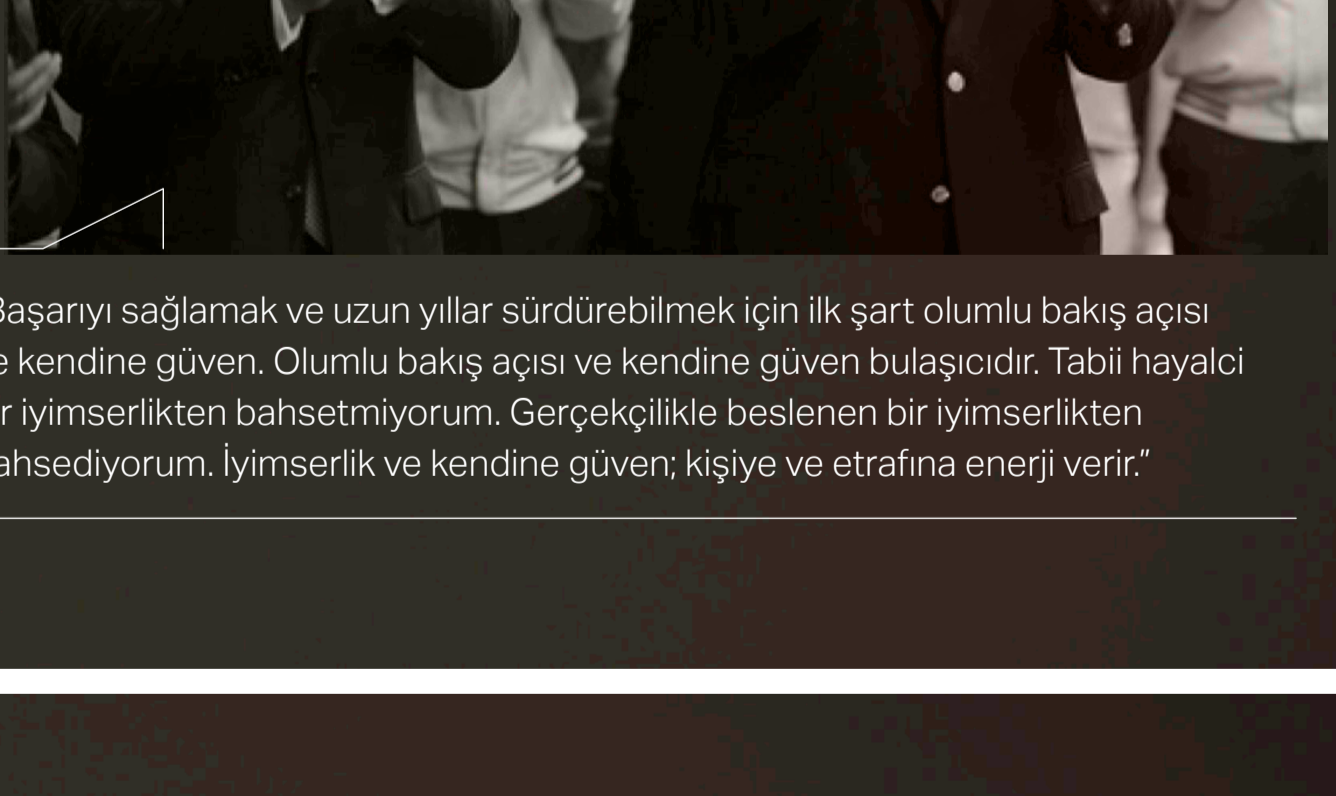 Başarıyı sağlamak ve uzun yıllar sürdürebilmek için ilk şart olumlu bakış açısı
e kendine güven. Olumlu bakış açısı ve kendine güven bulaşıcıdır. Tabii hayalci
r iyimserlikten bahsetmiyorum. Gerçekçilikle beslenen bir iyimserlikten
ahsediyorum. İyimserlik ve kendine güven; kişiye ve etrafına enerji verir.”